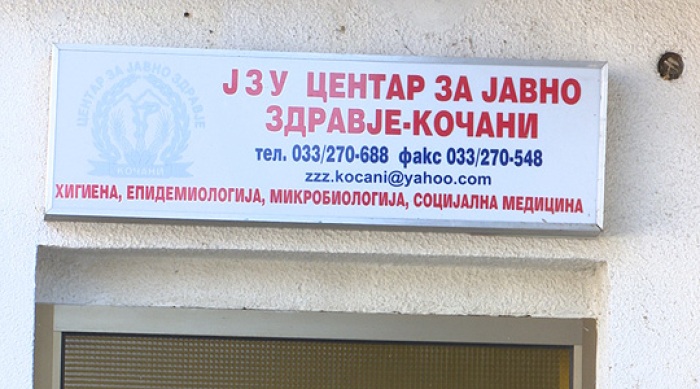 ЦЕНТАР ЗА ЈАВНО ЗДРАВЈЕ
КОЧАНИ
ЈЗУ ЦЕНТАР ЗА ЈАВНО
ЗДРАВЈЕ-КОЧАНИ
тел. 033/270-688 факс 033/270-548
zzz.kocani@yahoo.com
ХИГИЕНА, ЕПИДЕМИОЛОГИЈА, МИКРОБИОЛОГИЈА, СОЦИЈАЛНА МЕДИЦИНА